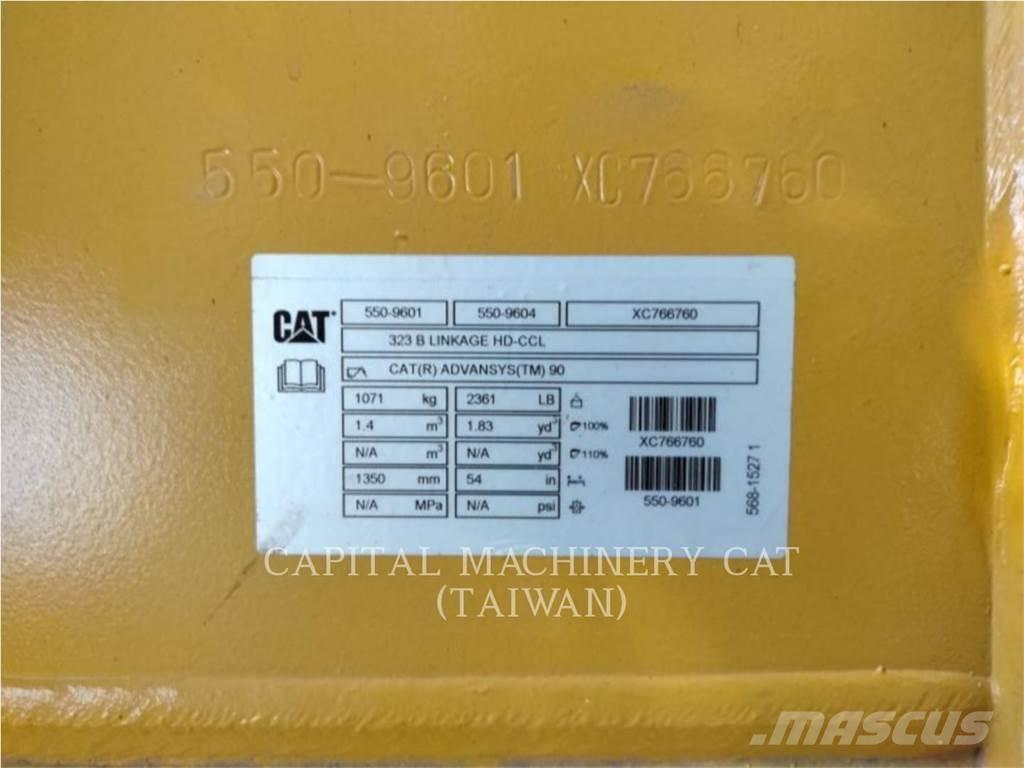 550-9601 XC766760
CAT 550-9601 550-9604 XC766760
323 B LINKAGE HD-CCL
CAT(R) ADVANSYS(TM) 90
1071 kg 2361 LB
1.4 m³ 1.83 yd³ 100%
N/A m³ N/A yd³ 110%
1350 mm 54 in
N/A MPa N/A psi
XC766760
550-9601
568-1527 1
CAPITAL MACHINERY CAT
(TAIWAN)
MASCUS